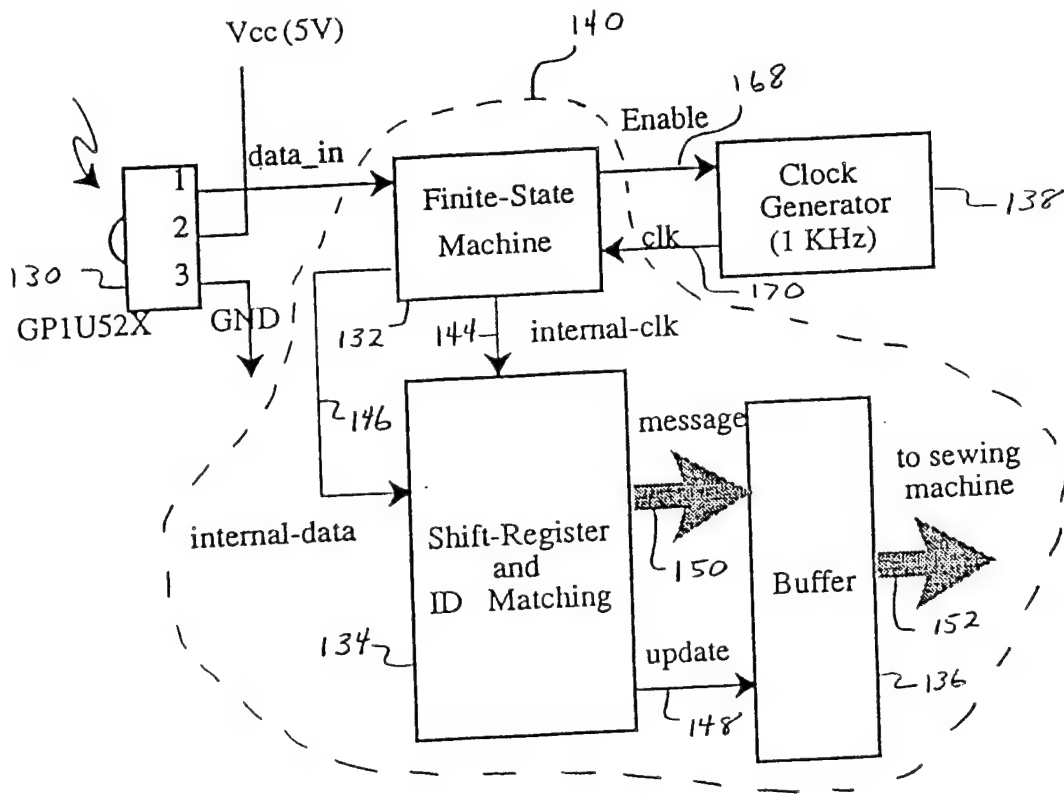 Vcc (5V)
140
168
Enable
data_in
1
2
3
Finite-State
Machine
Clock
Generator
(1 KHz)
138
clk
170
130
GP1U52X
GND
132
144
internal-clk
146
message
to sewing
machine
internal-data
Shift-Register
and
ID Matching
150
Buffer
152
134
update
148
136